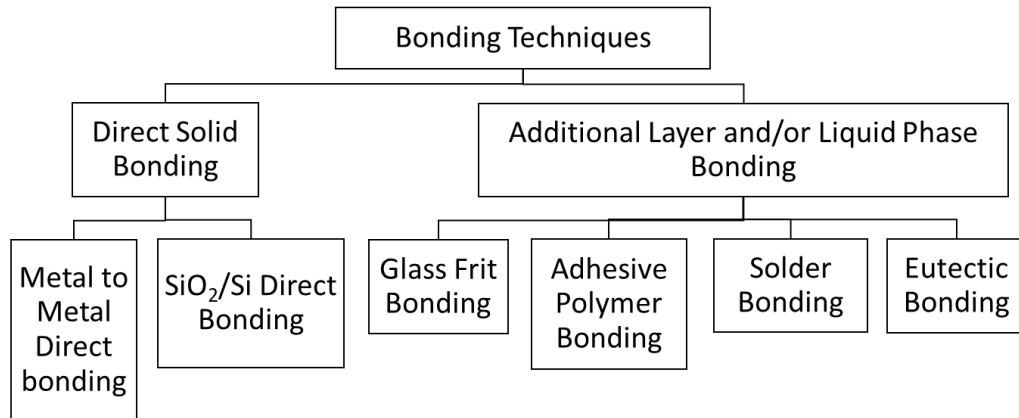 Bonding Techniques
Direct Solid
Bonding
Additional Layer and/or Liquid Phase
Bonding
Metal to
Metal
Direct
bonding
SiO₂/Si Direct
Bonding
Glass Frit
Bonding
Adhesive
Polymer
Bonding
Solder
Bonding
Eutectic
Bonding